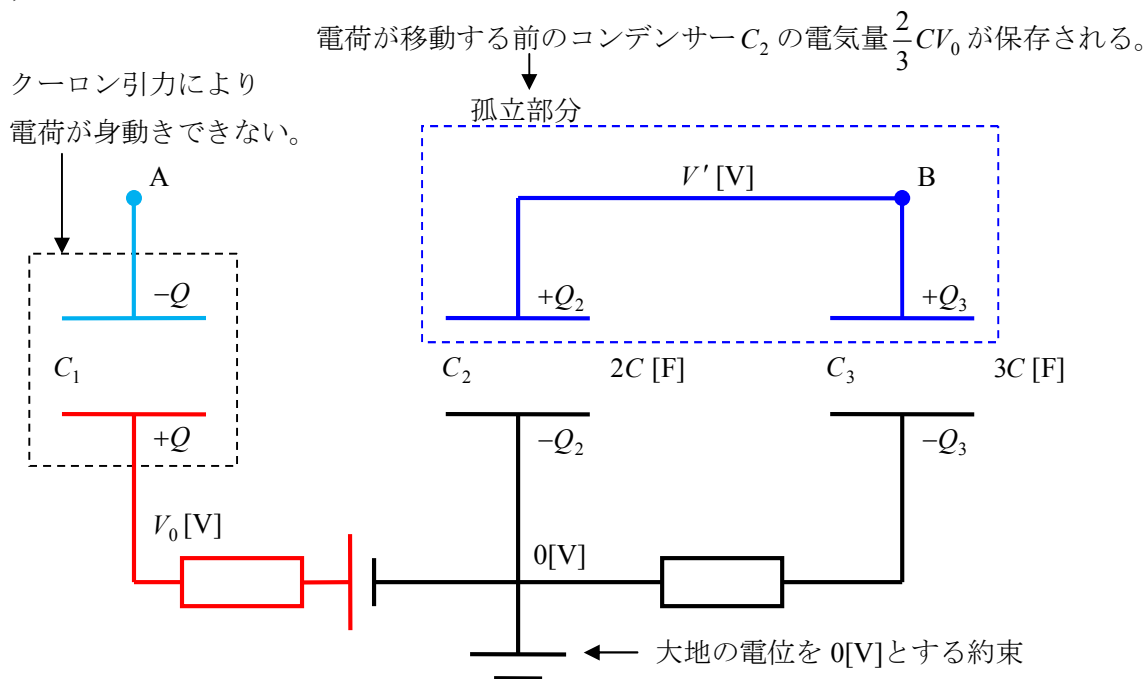 電荷が移動する前のコンデンサーC₂の電気量2/3 CV₀が保存される。
クーロン引力により
電荷が身動きできない。
孤立部分
A
V′[V]
B
−Q
+Q₂
+Q₃
C₁
C₂
2C [F]
C₃
3C [F]
+Q
−Q₂
−Q₃
V₀[V]
0[V]
大地の電位を 0[V]とする約束